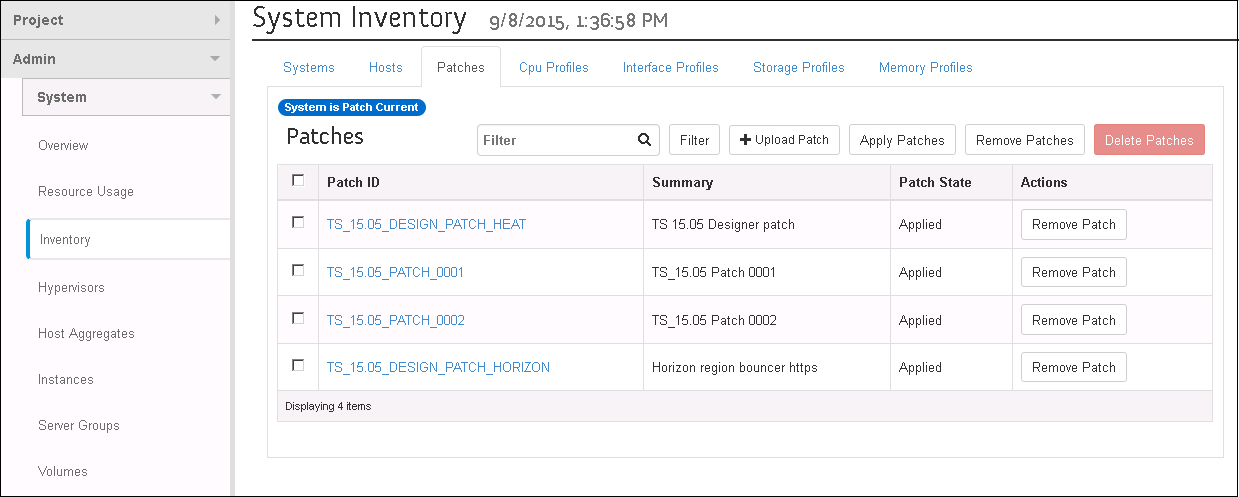 Project
Admin
System
Overview
Resource Usage
Inventory
Hypervisors
Host Aggregates
Instances
Server Groups
Volumes
System Inventory 9/8/2015, 1:36:58 PM
Systems Hosts Patches Cpu Profiles Interface Profiles Storage Profiles Memory Profiles
System is Patch Current
Patches Filter Filter Upload Patch Apply Patches Remove Patches Delete Patches
Patch ID Summary Patch State Actions
TS_15.05_DESIGN_PATCH_HEAT TS 15.05 Designer patch Applied Remove Patch
TS_15.05_PATCH_0001 TS_15.05 Patch 0001 Applied Remove Patch
TS_15.05_PATCH_0002 TS_15.05 Patch 0002 Applied Remove Patch
TS_15.05_DESIGN_PATCH_HORIZON Horizon region bouncer https Applied Remove Patch
Displaying 4 items